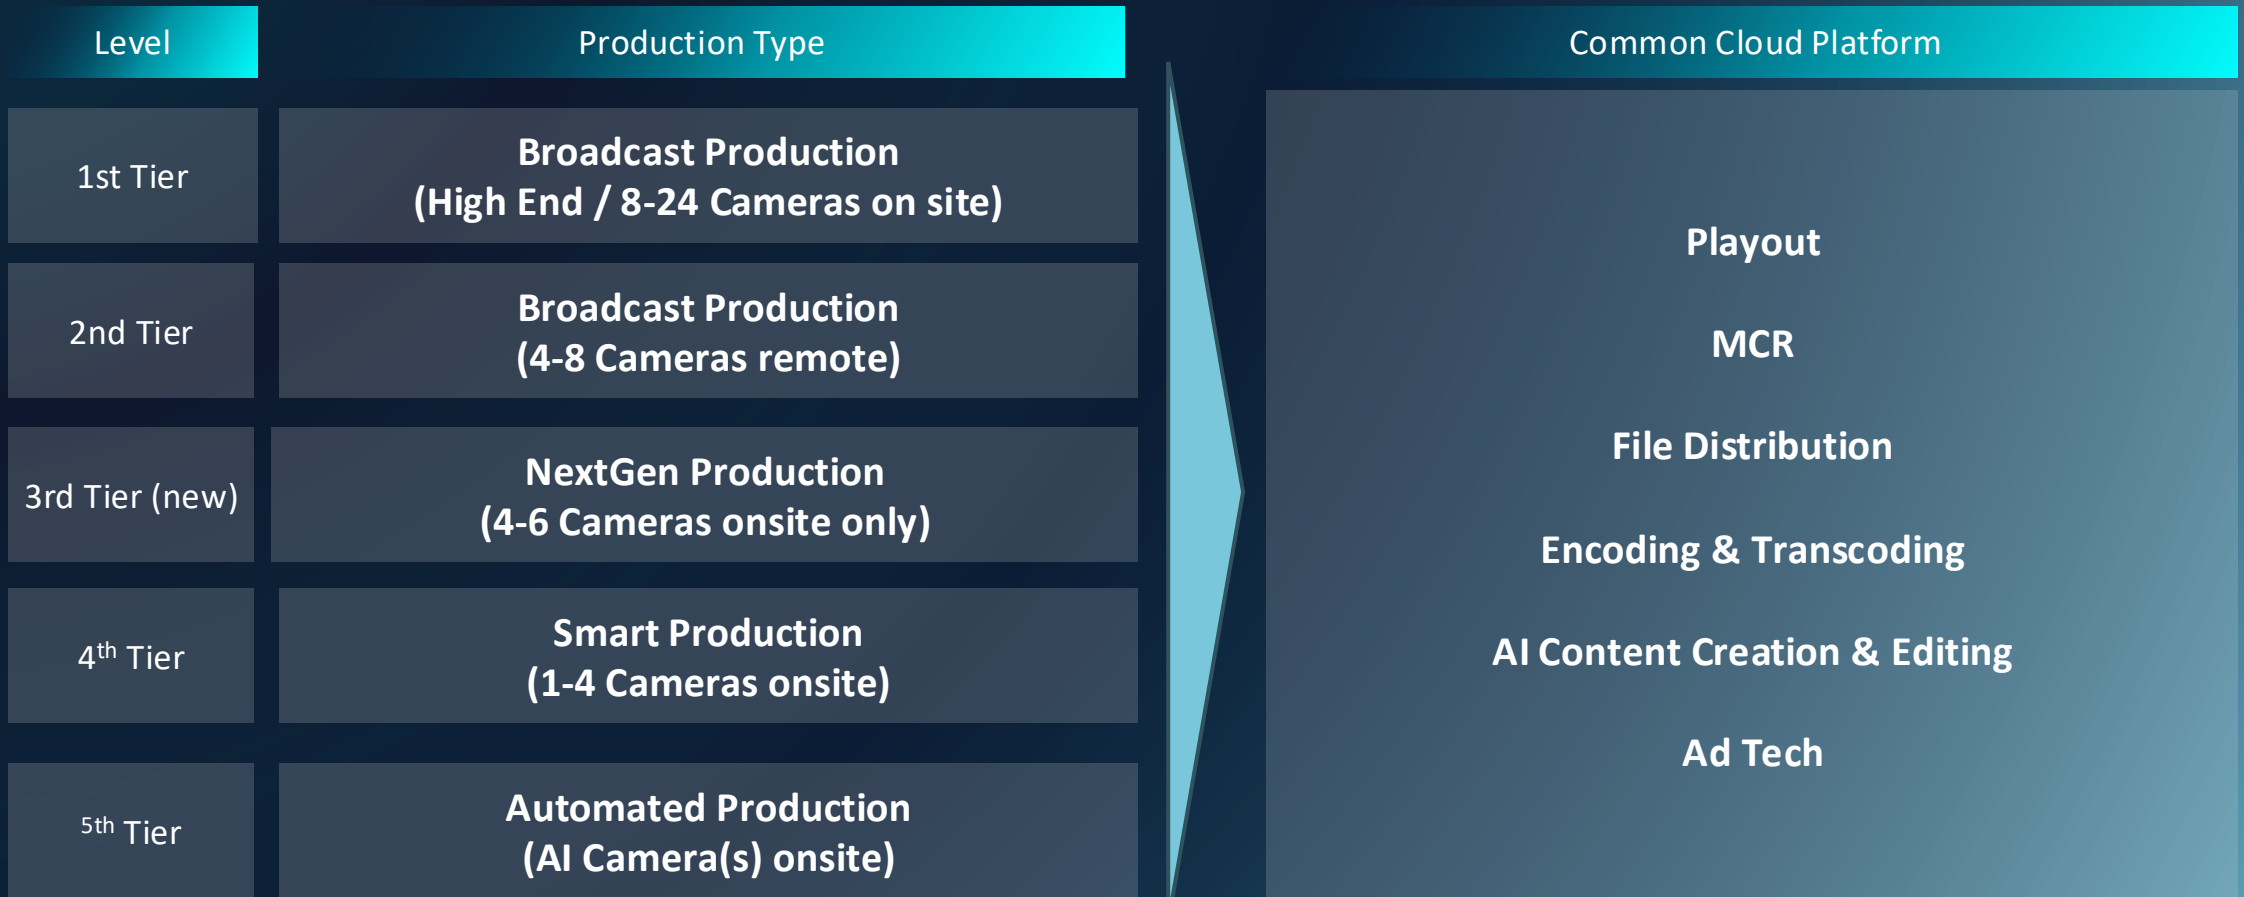 Level
Production Type
Common Cloud Platform
1st Tier
Broadcast Production
(High End / 8-24 Cameras on site)
2nd Tier
Broadcast Production
(4-8 Cameras remote)
3rd Tier (new)
NextGen Production
(4-6 Cameras onsite only)
4th Tier
Smart Production
(1-4 Cameras onsite)
5th Tier
Automated Production
(AI Camera(s) onsite)
Playout
MCR
File Distribution
Encoding & Transcoding
AI Content Creation & Editing
Ad Tech